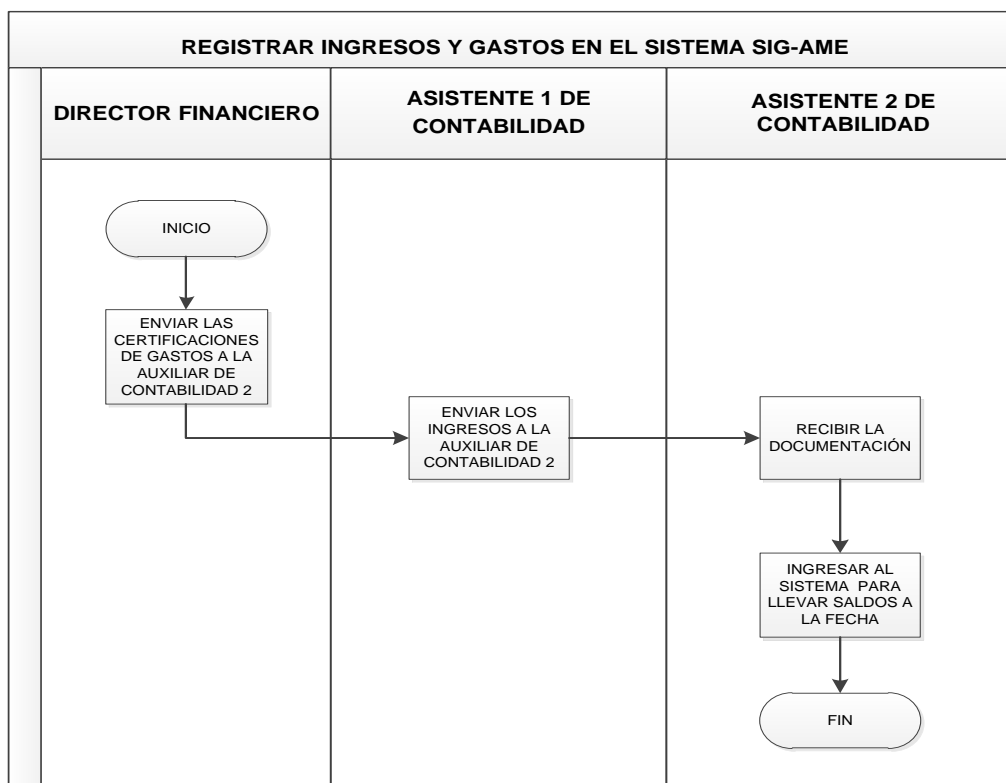 REGISTRAR INGRESOS Y GASTOS EN EL SISTEMA SIG-AME
DIRECTOR FINANCIERO
ASISTENTE 1 DE
CONTABILIDAD
ASISTENTE 2 DE
CONTABILIDAD
INICIO
ENVIAR LAS
CERTIFICACIONES
DE GASTOS A LA
AUXILIAR DE
CONTABILIDAD 2
ENVIAR LOS
INGRESOS A LA
AUXILIAR DE
CONTABILIDAD 2
RECIBIR LA
DOCUMENTACIÓN
INGRESAR AL
SISTEMA PARA
LLEVAR SALDOS A
LA FECHA
FIN